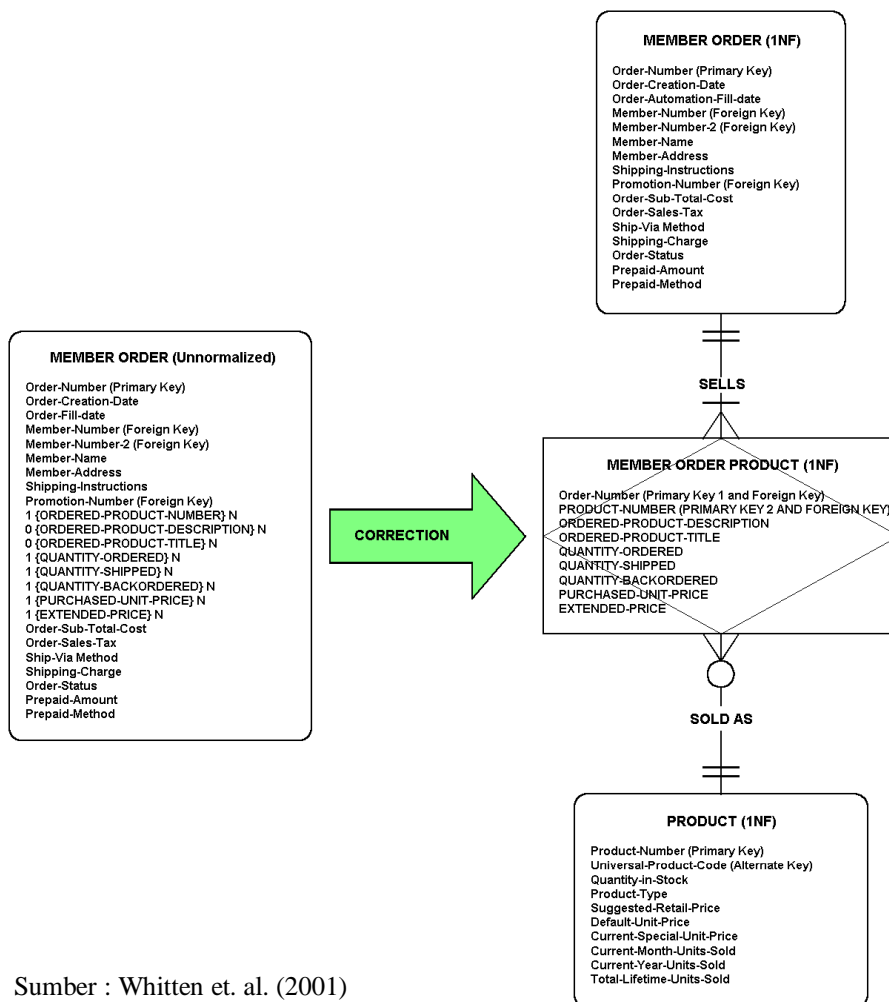 MEMBER ORDER (Unnormalized)
Order-Number (Primary Key)
Order-Creation-Date
Order-Fill-date
Member-Number (Foreign Key)
Member-Number-2 (Foreign Key)
Member-Name
Member-Address
Shipping-Instructions
Promotion-Number (Foreign Key)
1 {ORDERED-PRODUCT-NUMBER} N
0 {ORDERED-PRODUCT-DESCRIPTION} N
0 {ORDERED-PRODUCT-TITLE} N
1 {QUANTITY-ORDERED} N
1 {QUANTITY-SHIPPED} N
1 {QUANTITY-BACKORDERED} N
1 {PURCHASED-UNIT-PRICE} N
1 {EXTENDED-PRICE} N
Order-Sub-Total-Cost
Order-Sales-Tax
Ship-Via Method
Shipping-Charge
Order-Status
Prepaid-Amount
Prepaid-Method
CORRECTION
MEMBER ORDER (1NF)
Order-Number (Primary Key)
Order-Creation-Date
Order-Automation-Fill-date
Member-Number (Foreign Key)
Member-Number-2 (Foreign Key)
Member-Name
Member-Address
Shipping-Instructions
Promotion-Number (Foreign Key)
Order-Sub-Total-Cost
Order-Sales-Tax
Ship-Via Method
Shipping-Charge
Order-Status
Prepaid-Amount
Prepaid-Method
SELLS
MEMBER ORDER PRODUCT (1NF)
Order-Number (Primary Key 1 and Foreign Key)
PRODUCT-NUMBER (PRIMARY KEY 2 AND FOREIGN KEY)
ORDERED-PRODUCT-DESCRIPTION
ORDERED-PRODUCT-TITLE
QUANTITY-ORDERED
QUANTITY-SHIPPED
QUANTITY-BACKORDERED
PURCHASED-UNIT-PRICE
EXTENDED-PRICE
SOLD AS
PRODUCT (1NF)
Product-Number (Primary Key)
Universal-Product-Code (Alternate Key)
Quantity-in-Stock
Product-Type
Suggested-Retail-Price
Default-Unit-Price
Current-Special-Unit-Price
Current-Month-Units-Sold
Current-Year-Units-Sold
Total-Lifetime-Units-Sold
Sumber : Whitten et. al. (2001)